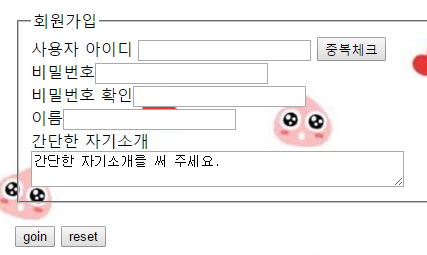 회원가입
사용자 아이디 중복체크
비밀번호
비밀번호 확인
이름
간단한 자기소개
간단한 자기소개를 써 주세요.
goin reset